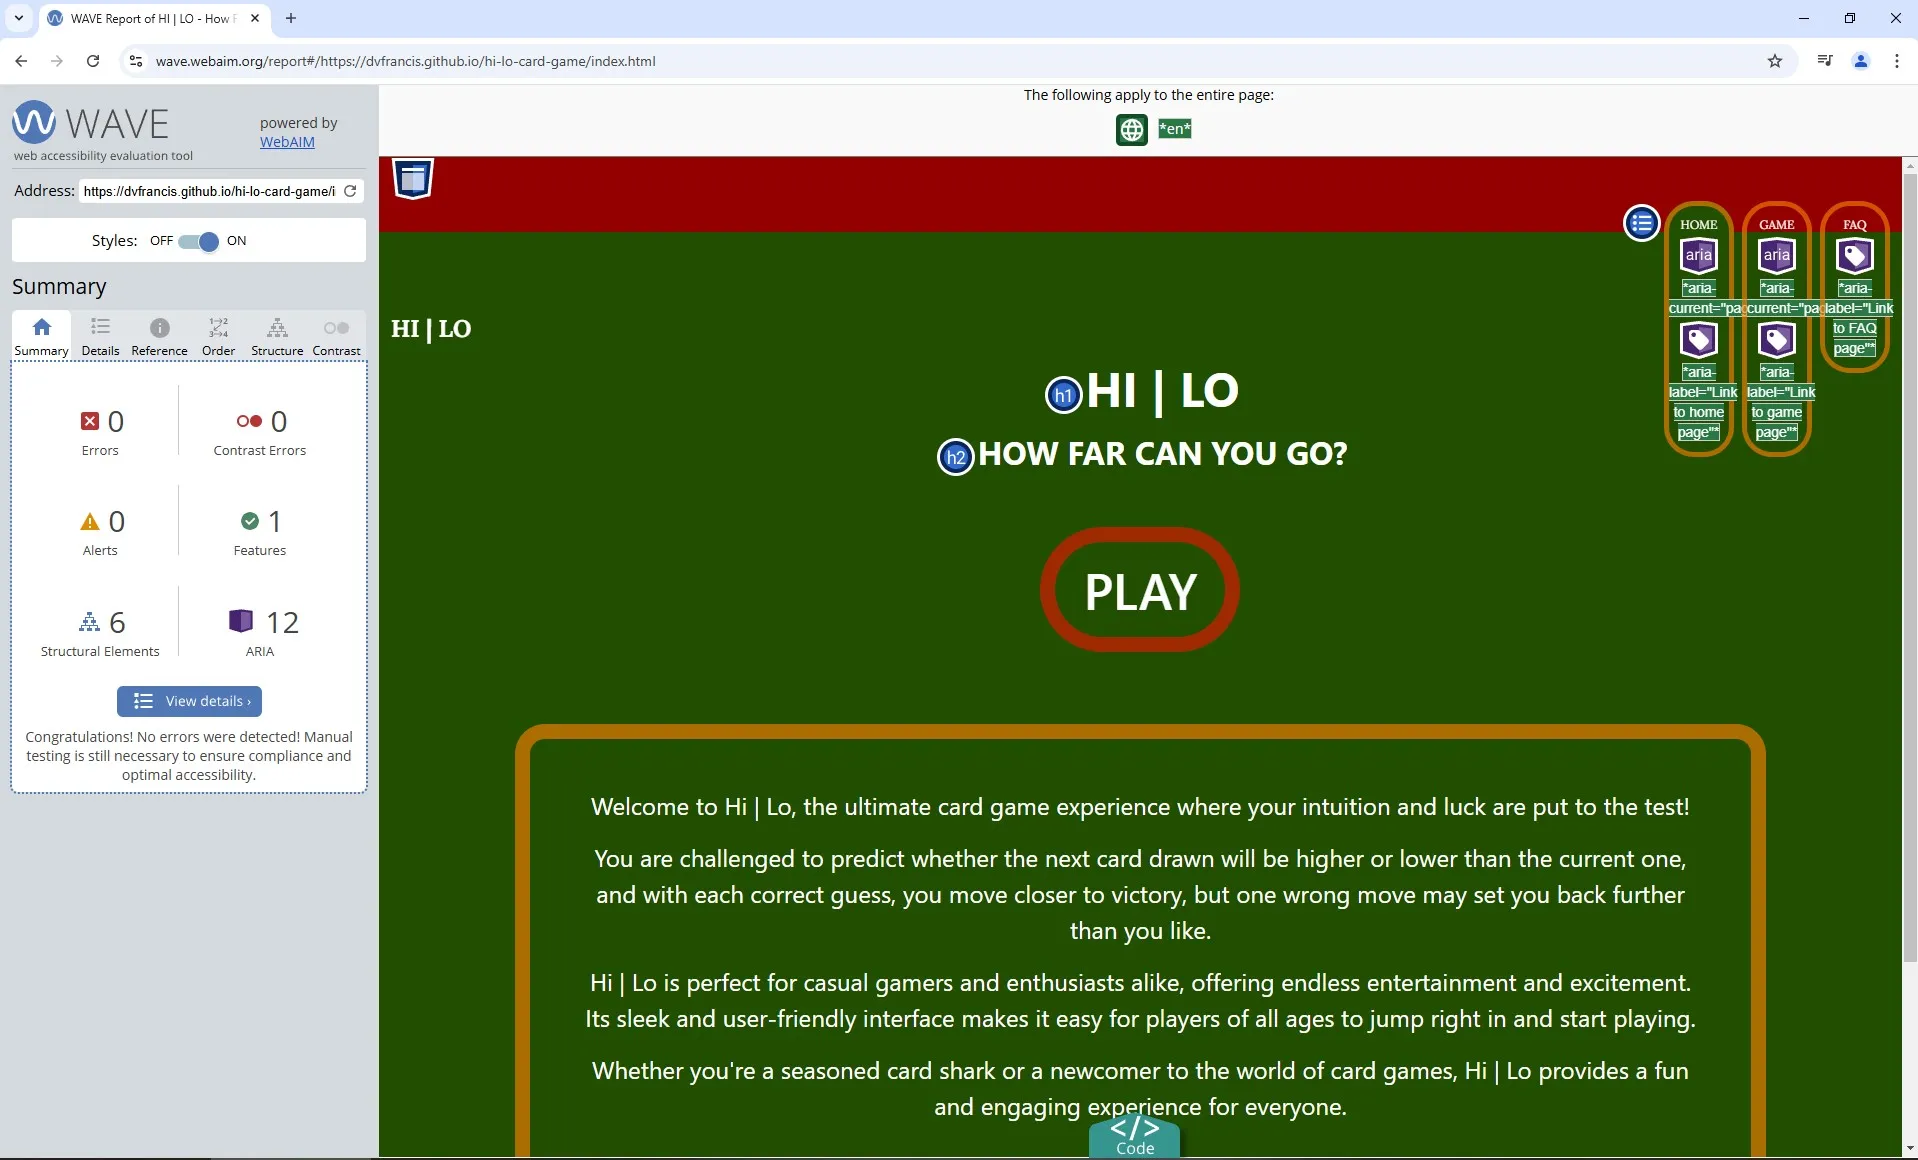 WAVE Report of HI | LO - How F
wave.webaim.org/report#/https://dvfrancis.github.io/hi-lo-card-game/index.html
WAVE
web accessibility evaluation tool
powered by
WebAIM
Address: https://dvfrancis.github.io/hi-lo-card-game/i
Styles: OFF ON
Summary
Summary Details Reference Order Structure Contrast
0
Errors
0
Contrast Errors
0
Alerts
1
Features
6
Structural Elements
12
ARIA
View details ›
Congratulations! No errors were detected! Manual
testing is still necessary to ensure compliance and
optimal accessibility.
The following apply to the entire page:
*en*
HOME
aria
*aria-
current="pag
*aria-
label="Link
to home
page"*
GAME
aria
*aria-
current="pag
*aria-
label="Link
to game
page"*
FAQ
*aria-
label="Link
to FAQ
page"*
HI | LO
h1 HI | LO
h2 HOW FAR CAN YOU GO?
PLAY
Welcome to Hi | Lo, the ultimate card game experience where your intuition and luck are put to the test!
You are challenged to predict whether the next card drawn will be higher or lower than the current one,
and with each correct guess, you move closer to victory, but one wrong move may set you back further
than you like.
Hi | Lo is perfect for casual gamers and enthusiasts alike, offering endless entertainment and excitement.
Its sleek and user-friendly interface makes it easy for players of all ages to jump right in and start playing.
Whether you're a seasoned card shark or a newcomer to the world of card games, Hi | Lo provides a fun
and engaging experience for everyone.
</>
Code